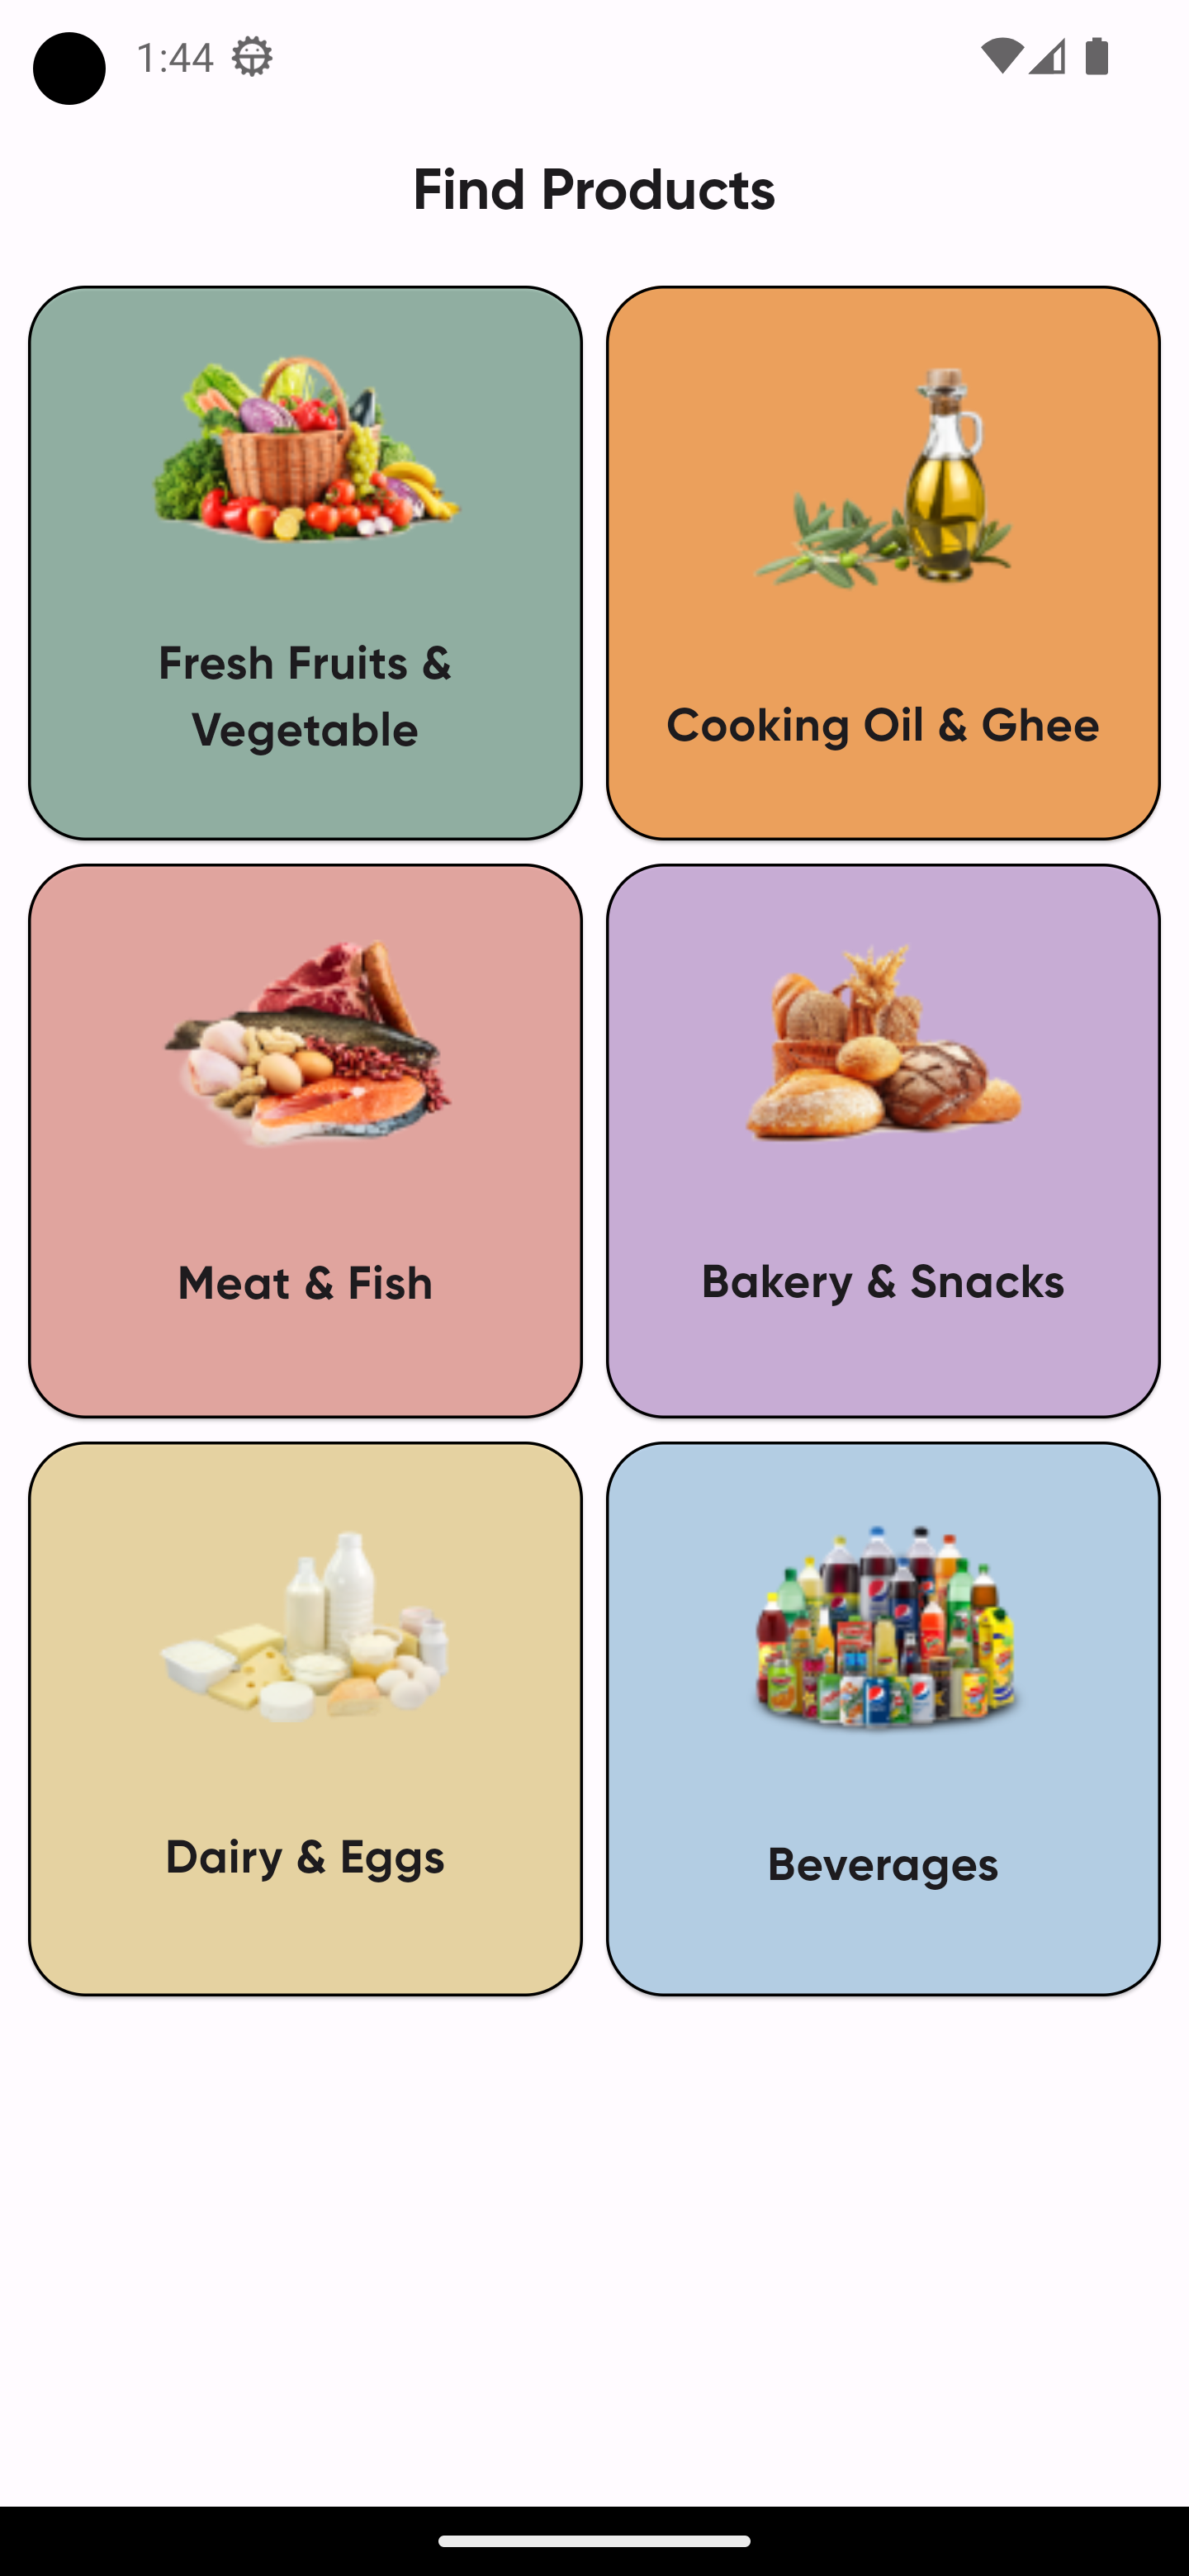 1:44
Find Products
Fresh Fruits &
Vegetable
Cooking Oil & Ghee
Meat & Fish
Bakery & Snacks
Dairy & Eggs
Beverages